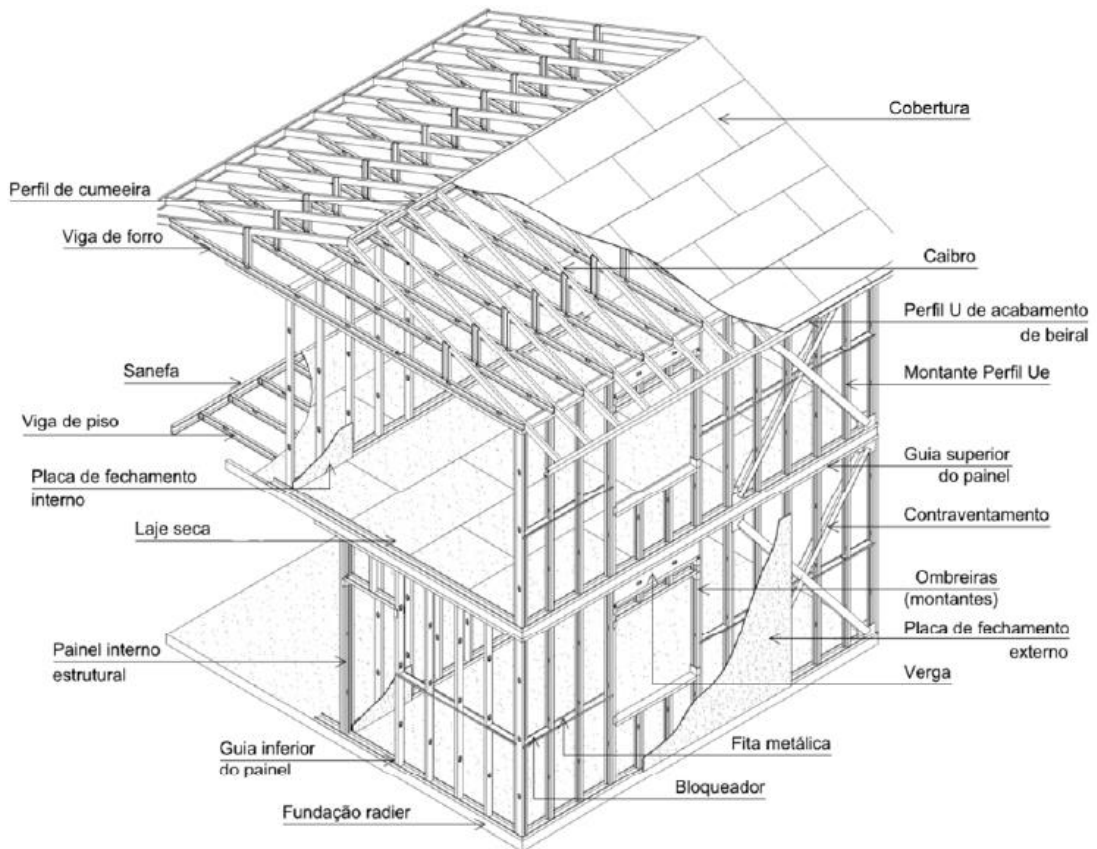 Cobertura
Perfil de cumeeira
Viga de forro
Caibro
Perfil U de acabamento
de beiral
Sanefa
Montante Perfil Ue
Viga de piso
Guia superior
do painel
Placa de fechamento
interno
Contraventamento
Laje seca
Ombreiras
(montantes)
Placa de fechamento
externo
Painel interno
estrutural
Verga
Fita metálica
Guia inferior
do painel
Bloqueador
Fundação radier